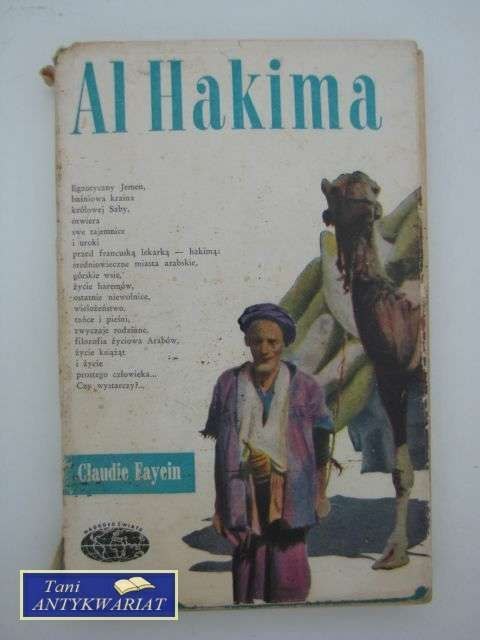 Al Hakima
Egzotyczny Jemen,
baśniowa kraina
królowej Saby,
otwiera
swe tajemnice
i uroki
przed francuską lekarką — hakimą:
średniowieczne miasta arabskie,
górskie wsie,
życie haremów,
ostatnie niewolnice,
wielożeństwo,
tańce i pieśni,
zwyczaje rodzinne,
filozofia życiowa Arabów,
życie książąt
i życie
prostego człowieka...
Czy wystarczy?...
Claudie Fayein
NAOKOŁO ŚWIATA
Tani
ANTYKWARIAT